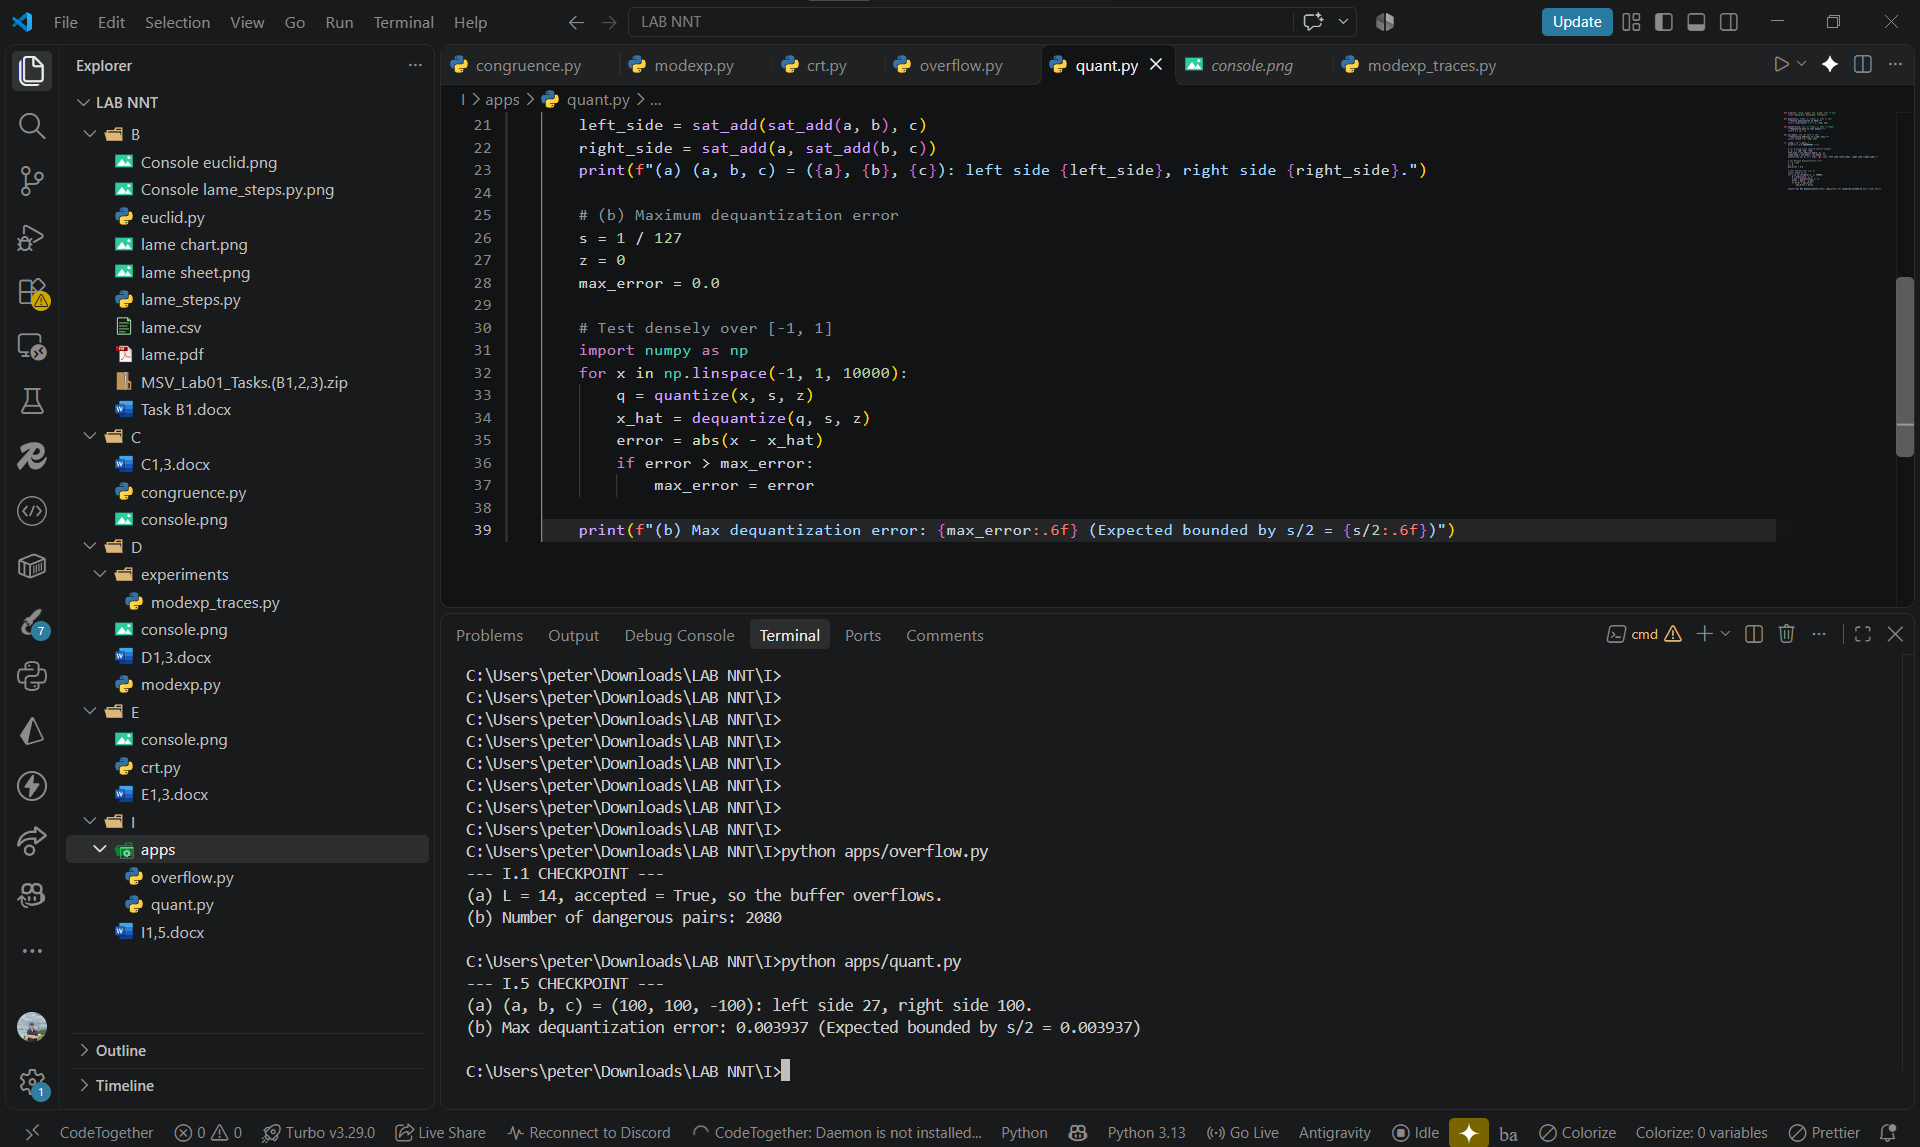 File Edit Selection View Go Run Terminal Help
LAB NNT
Update
Explorer
LAB NNT
B
Console euclid.png
Console lame_steps.py.png
euclid.py
lame chart.png
lame sheet.png
lame_steps.py
lame.csv
lame.pdf
MSV_Lab01_Tasks.(B1,2,3).zip
Task B1.docx
C
C1,3.docx
congruence.py
console.png
D
experiments
modexp_traces.py
console.png
D1,3.docx
modexp.py
E
console.png
crt.py
E1,3.docx
I
apps
overflow.py
quant.py
I1,5.docx
Outline
Timeline
7
1
congruence.py modexp.py crt.py overflow.py quant.py console.png modexp_traces.py
I > apps > quant.py > ...
21 left_side = sat_add(sat_add(a, b), c)
22 right_side = sat_add(a, sat_add(b, c))
23 print(f"(a) (a, b, c) = ({a}, {b}, {c}): left side {left_side}, right side {right_side}.")
24
25 # (b) Maximum dequantization error
26 s = 1 / 127
27 z = 0
28 max_error = 0.0
29
30 # Test densely over [-1, 1]
31 import numpy as np
32 for x in np.linspace(-1, 1, 10000):
33 q = quantize(x, s, z)
34 x_hat = dequantize(q, s, z)
35 error = abs(x - x_hat)
36 if error > max_error:
37 max_error = error
38
39 print(f"(b) Max dequantization error: {max_error:.6f} (Expected bounded by s/2 = {s/2:.6f})")
Problems Output Debug Console Terminal Ports Comments
cmd
C:\Users\peter\Downloads\LAB NNT\I>
C:\Users\peter\Downloads\LAB NNT\I>
C:\Users\peter\Downloads\LAB NNT\I>
C:\Users\peter\Downloads\LAB NNT\I>
C:\Users\peter\Downloads\LAB NNT\I>
C:\Users\peter\Downloads\LAB NNT\I>
C:\Users\peter\Downloads\LAB NNT\I>
C:\Users\peter\Downloads\LAB NNT\I>
C:\Users\peter\Downloads\LAB NNT\I>python apps/overflow.py
--- I.1 CHECKPOINT ---
(a) L = 14, accepted = True, so the buffer overflows.
(b) Number of dangerous pairs: 2080
C:\Users\peter\Downloads\LAB NNT\I>python apps/quant.py
--- I.5 CHECKPOINT ---
(a) (a, b, c) = (100, 100, -100): left side 27, right side 100.
(b) Max dequantization error: 0.003937 (Expected bounded by s/2 = 0.003937)
C:\Users\peter\Downloads\LAB NNT\I>
CodeTogether 0 0 Turbo v3.29.0 Live Share Reconnect to Discord CodeTogether: Daemon is not installed... Python Python 3.13 Go Live Antigravity Idle ba Colorize Colorize: 0 variables Prettier